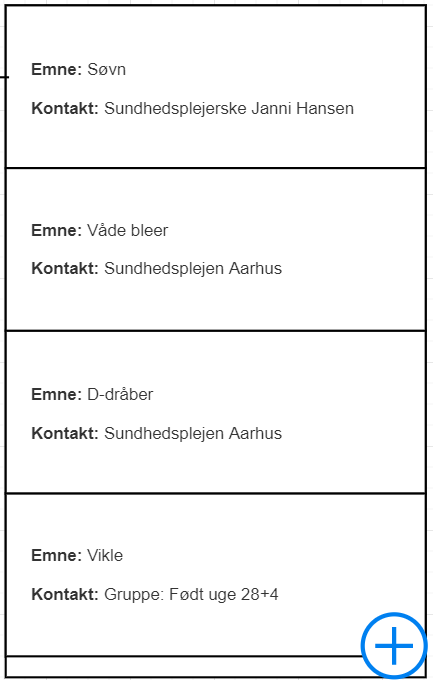 Emne: Søvn
Kontakt: Sundhedsplejerske Janni Hansen
Emne: Våde bleer
Kontakt: Sundhedsplejen Aarhus
Emne: D-dråber
Kontakt: Sundhedsplejen Aarhus
Emne: Vikle
Kontakt: Gruppe: Født uge 28+4